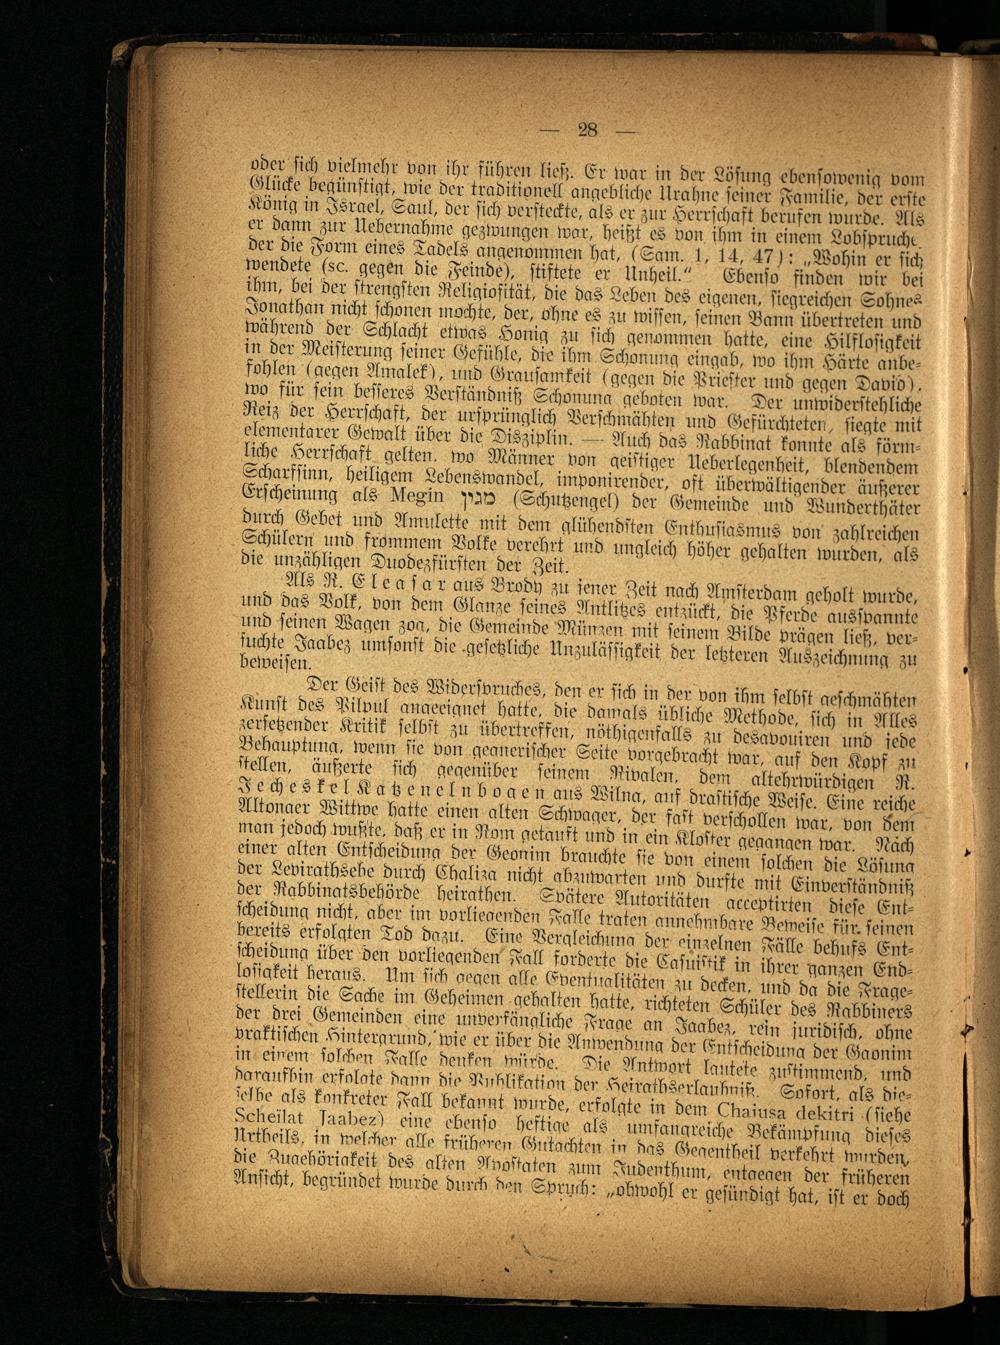 — 28 —
oder sich vielmehr von ihr führen ließ. Er war in der Lösung ebensowenig vom
Glücke begünstigt, wie der traditionell angebliche Urahne seiner Familie, der erste
König in Israel, Saul, der sich versteckte, als er zur Herrschaft berufen wurde. Als
er dann zur Uebernahme gezwungen war, heißt es von ihm in einem Lobspruche
der die Form eines Tadels angenommen hat, (Sam. 1, 14, 47): „Wohin er sich
wendete (sc. gegen die Feinde), stiftete er Unheil.“ Ebenso finden wir bei
ihm, bei der strengsten Religiosität, die das Leben des eigenen, siegreichen Sohnes
Jonathan nicht schonen mochte, der, ohne es zu wissen, seinen Bann übertreten und
während der Schlacht etwas Honig zu sich genommen hatte, eine Hilflosigkeit
in der Meisterung seiner Gefühle, die ihm Schonung eingab, wo ihm Härte anbe-
fohlen (gegen Amalek), und Grausamkeit (gegen die Priester und gegen David),
wo für sein besseres Verständniß Schonung geboten war. Der unwiderstehliche
Reiz der Herrschaft, der ursprünglich Verschmähten und Gefürchteten, siegte mit
elementarer Gewalt über die Disziplin. — Auch das Rabbinat konnte als förm-
liche Herrschaft gelten, wo Männer von geistiger Ueberlegenheit, blendendem
Scharfsinn, heiligem Lebenswandel, imponirender, oft überwältigender äußerer
Erscheinung als Megin מגין (Schutzengel) der Gemeinde und Wunderthäter
durch Gebet und Amulette mit dem glühendsten Enthusiasmus von zahlreichen
Schülern und frommem Volke verehrt und ungleich höher gehalten wurden, als
die unzähligen Duodezfürsten der Zeit.
Als R. Eleasar aus Brody zu jener Zeit nach Amsterdam geholt wurde,
und das Volk, von dem Glanze seines Antlitzes entzückt, die Pferde ausspannte
und seinen Wagen zog, die Gemeinde Münzen mit seinem Bilde prägen ließ, ver-
suchte Jaabez umsonst die gesetzliche Unzulässigkeit der letzteren Auszeichnung zu
beweisen.
Der Geist des Widerspruches, den er sich in der von ihm selbst geschmähten
Kunst des Pilpul angeeignet hatte, die damals übliche Methode, sich in Alles
zersetzender Kritik selbst zu übertreffen, nöthigenfalls zu desavouiren und jede
Behauptung, wenn sie von gegnerischer Seite vorgebracht war, auf den Kopf zu
stellen, äußerte sich gegenüber seinem Rivalen, dem altehrwürdigen R.
Jecheskel Katzenelnbogen aus Wilna, auf drastische Weise. Eine reiche
Altonaer Wittwe hatte einen alten Schwager, der fast verschollen war, von dem
man jedoch wußte, daß er in Rom getauft und in ein Kloster gegangen war. Nach
einer alten Entscheidung der Geonim brauchte sie von einem solchen die Lösung
der Levirathsehe durch Chaliza nicht abzuwarten und durfte mit Einverständniß
der Rabbinatsbehörde heirathen. Spätere Autoritäten acceptirten diese Ent-
scheidung nicht, aber im vorliegenden Falle traten annehmbare Beweise für seinen
bereits erfolgten Tod dazu. Eine Vergleichung der einzelnen Fälle behufs Ent-
scheidung über den vorliegenden Fall forderte die Casuistik in ihrer ganzen End-
losigkeit heraus. Um sich gegen alle Eventualitäten zu decken, und da die Frage-
stellerin die Sache im Geheimen gehalten hatte, richteten Schüler des Rabbiners
der drei Gemeinden eine unverfängliche Frage an Jaabez, rein juridisch, ohne
praktischen Hintergrund, wie er über die Anwendung der Entscheidung der Gaonim
in einem solchen Falle denken würde. Die Antwort lautete zustimmend, und
daraufhin erfolgte dann die Publikation der Heirathserlaubniß. Sofort, als die-
selbe als konkreter Fall bekannt wurde, erfolgte in dem Chaiusa dekitri (siehe
Scheilat Jaabez) eine ebenso heftige als umfangreiche Bekämpfung dieses
Urtheils, in welcher alle früheren Gutachten in das Gegentheil verkehrt wurden,
die Zugehörigkeit des alten Apostaten zum Judenthum, entgegen der früheren
Ansicht, begründet wurde durch den Spruch: „obwohl er gesündigt hat, ist er doch